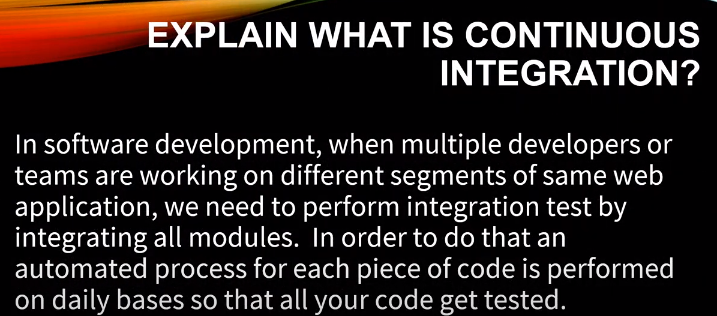 EXPLAIN WHAT IS CONTINUOUS
INTEGRATION?
In software development, when multiple developers or
teams are working on different segments of same web
application, we need to perform integration test by
integrating all modules. In order to do that an
automated process for each piece of code is performed
on daily bases so that all your code get tested.